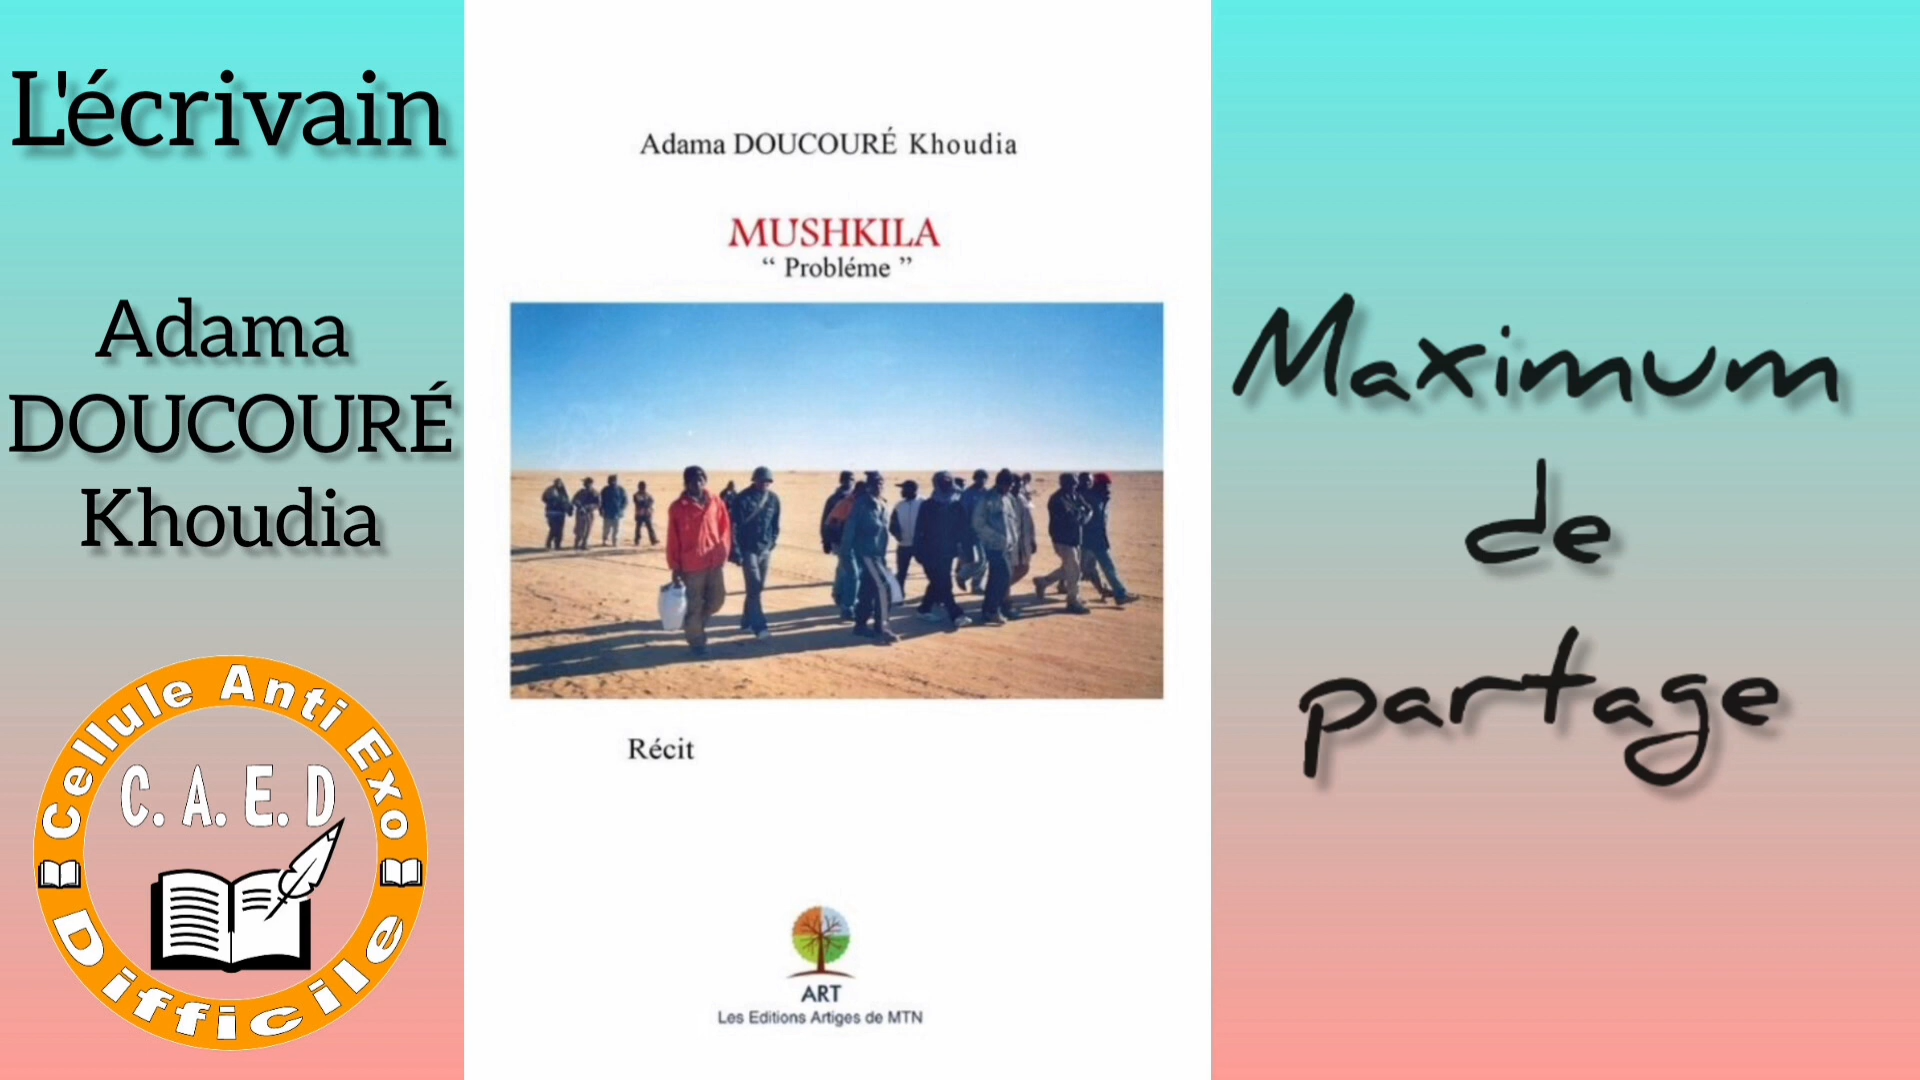 L'écrivain
Adama
DOUCOURÉ
Khoudia
Cellule Anti Exo
Difficile
C. A. E. D
Adama DOUCOURÉ Khoudia
MUSHKILA
“ Probléme ”
Récit
ART
Les Editions Artiges de MTN
Maximum
de
partage